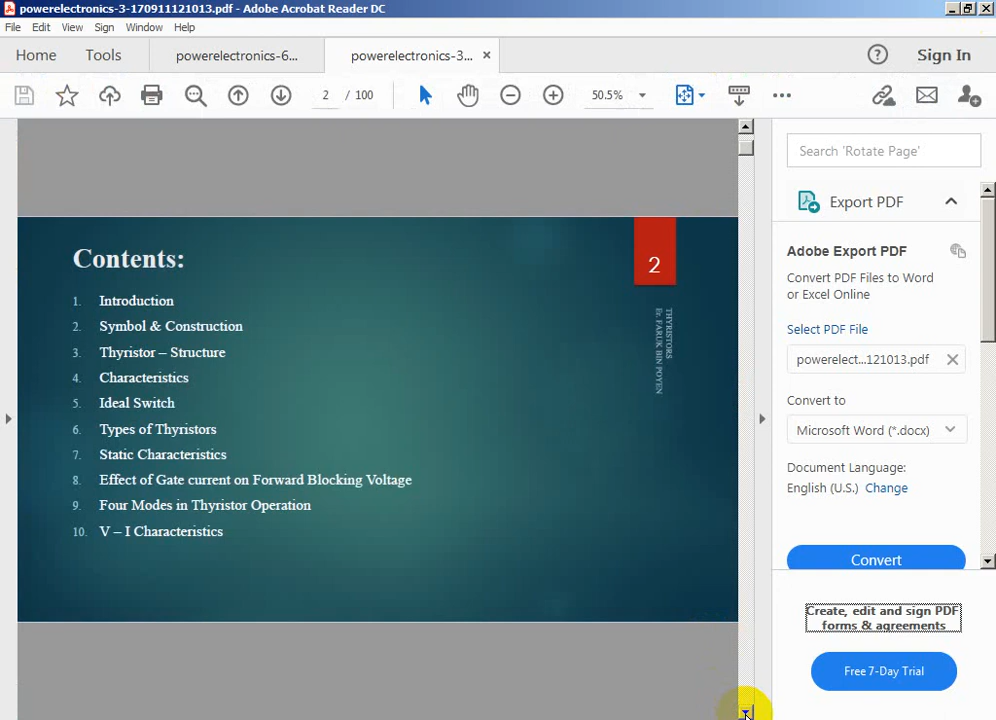 powerelectronics-3-170911121013.pdf - Adobe Acrobat Reader DC
File Edit View Sign Window Help
Home Tools powerelectronics-6... powerelectronics-3... ×
Sign In
2 / 100 50.5%
Search 'Rotate Page'
Export PDF
Adobe Export PDF
Convert PDF Files to Word
or Excel Online
Select PDF File
powerelect...121013.pdf
Convert to
Microsoft Word (*.docx)
Document Language:
English (U.S.) Change
Convert
Create, edit and sign PDF
forms & agreements
Free 7-Day Trial
Contents:
1. Introduction
2. Symbol & Construction
3. Thyristor – Structure
4. Characteristics
5. Ideal Switch
6. Types of Thyristors
7. Static Characteristics
8. Effect of Gate current on Forward Blocking Voltage
9. Four Modes in Thyristor Operation
10. V – I Characteristics
2
THYRISTORS
Er. FARUK BIN POYEN